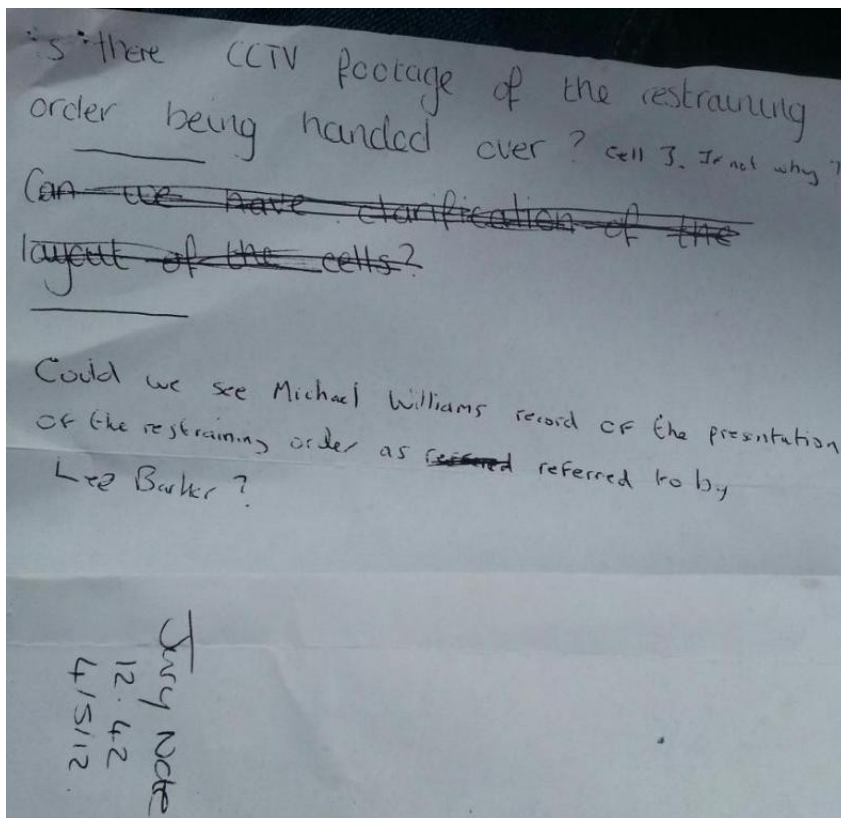 is there CCTV footage of the restraining
order being handed over? Cell 3. If not why?
Can we have clarification of the
layout of the cells?
Could we see Michael Williams record of the presentation
of the restraining order as referred to by
Lee Barker?
Jury Note
12.42
4/5/12